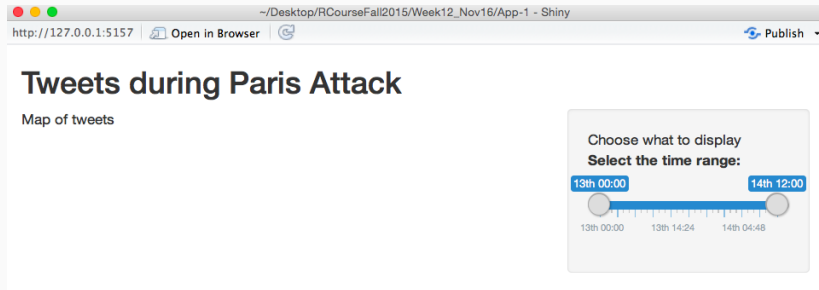 ~/Desktop/RCourseFall2015/Week12_Nov16/App-1 - Shiny
http://127.0.0.1:5157 Open in Browser Publish
Tweets during Paris Attack
Map of tweets
Choose what to display
Select the time range:
13th 00:00 14th 12:00
13th 00:00 13th 14:24 14th 04:48